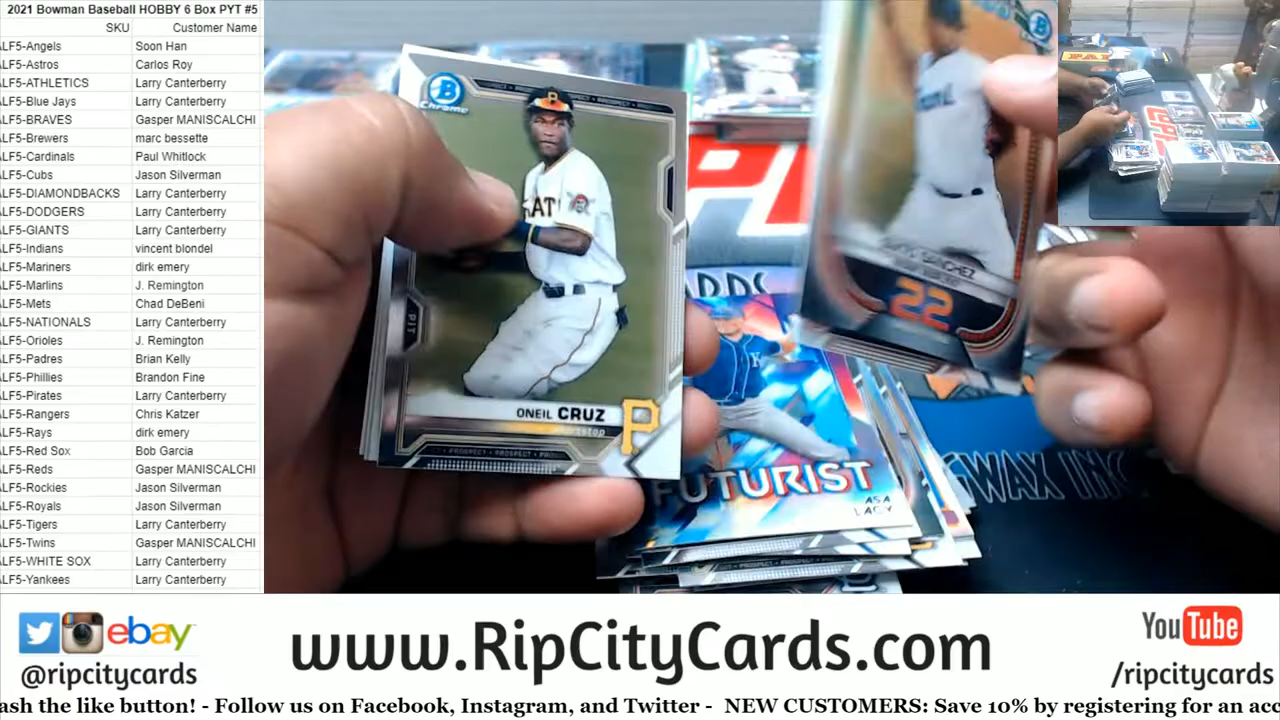 2021 Bowman Baseball HOBBY 6 Box PYT #5
SKU Customer Name
ALF5-Angels Soon Han
ALF5-Astros Carlos Roy
ALF5-ATHLETICS Larry Canterberry
ALF5-Blue Jays Larry Canterberry
ALF5-BRAVES Gasper MANISCALCHI
ALF5-Brewers marc bessette
ALF5-Cardinals Paul Whitlock
ALF5-Cubs Jason Silverman
ALF5-DIAMONDBACKS Larry Canterberry
ALF5-DODGERS Larry Canterberry
ALF5-GIANTS Larry Canterberry
ALF5-Indians vincent blondel
ALF5-Mariners dirk emery
ALF5-Marlins J. Remington
ALF5-Mets Chad DeBeni
ALF5-NATIONALS Larry Canterberry
ALF5-Orioles J. Remington
ALF5-Padres Brian Kelly
ALF5-Phillies Brandon Fine
ALF5-Pirates Larry Canterberry
ALF5-Rangers Chris Katzer
ALF5-Rays dirk emery
ALF5-Red Sox Bob Garcia
ALF5-Reds Gasper MANISCALCHI
ALF5-Rockies Jason Silverman
ALF5-Royals Jason Silverman
ALF5-Tigers Larry Canterberry
ALF5-Twins Gasper MANISCALCHI
ALF5-WHITE SOX Larry Canterberry
ALF5-Yankees Larry Canterberry
B
Chrome
P
PIT
ONEIL CRUZ
PROSPECT
P
SANCHEZ
22
ARDS
FUTURIST
ASA
LACY
GWAX INC
ebay
@ripcitycards
www.RipCityCards.com
YouTube
/ripcitycards
ash the like button! - Follow us on Facebook, Instagram, and Twitter - NEW CUSTOMERS: Save 10% by registering for an acc